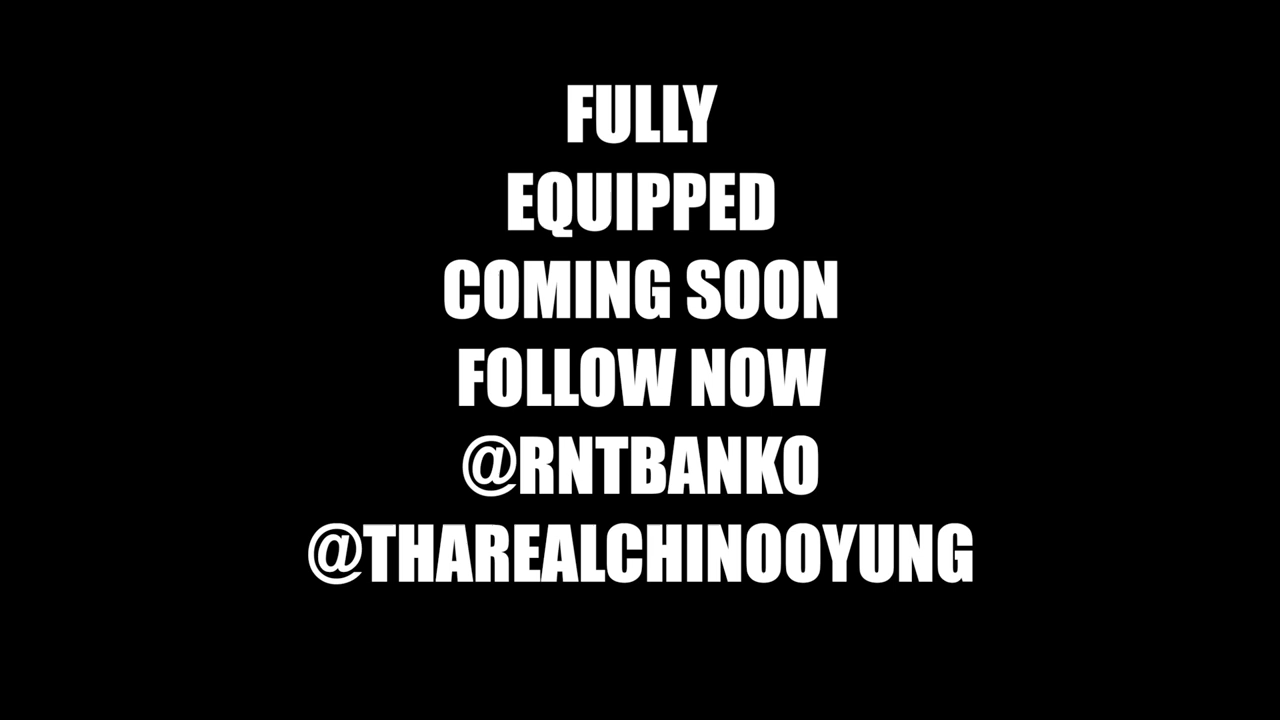 FULLY
EQUIPPED
COMING SOON
FOLLOW NOW
@RNTBANKO
@THAREALCHINOOYUNG